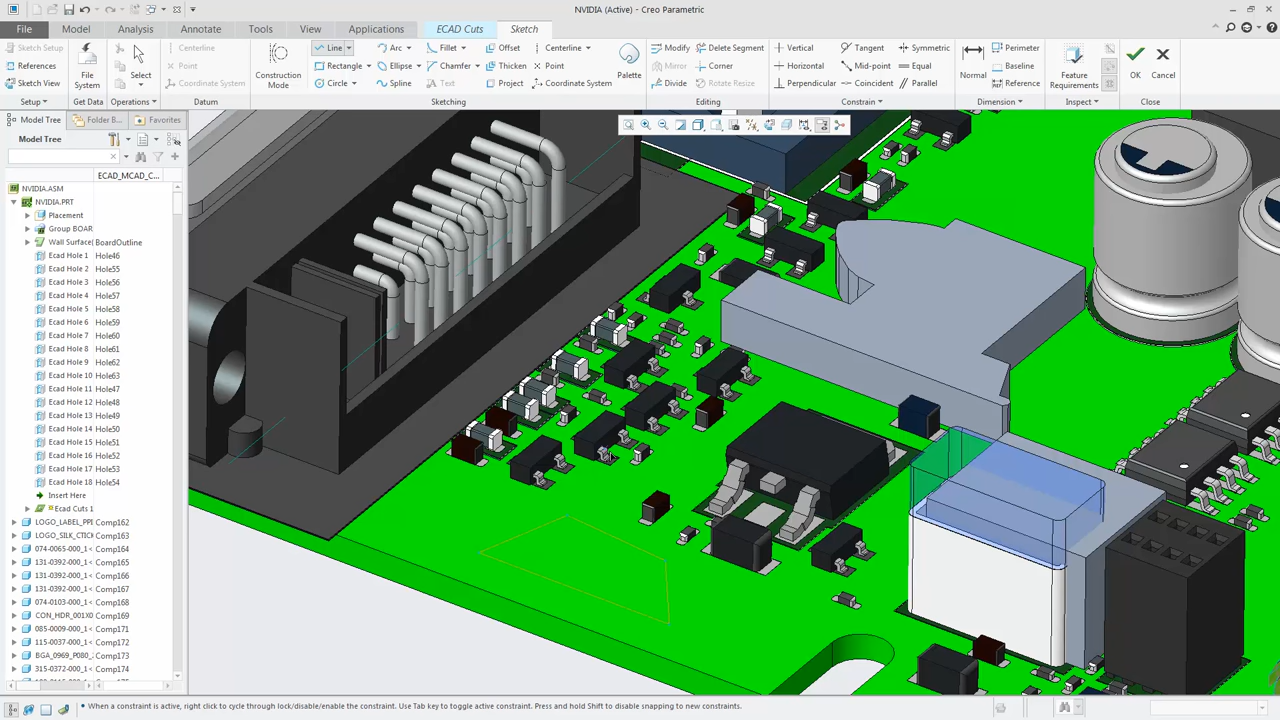 NVIDIA (Active) - Creo Parametric
File
Model
Analysis
Annotate
Tools
View
Applications
ECAD Cuts
Sketch
Sketch Setup
References
Sketch View
Setup
File System
Get Data
Select
Operations
Centerline
Point
Coordinate System
Datum
Construction Mode
Line
Rectangle
Circle
Arc
Ellipse
Spline
Fillet
Chamfer
Text
Offset
Thicken
Project
Centerline
Point
Coordinate System
Palette
Sketching
Modify
Mirror
Divide
Delete Segment
Corner
Rotate Resize
Editing
Vertical
Horizontal
Perpendicular
Tangent
Mid-point
Coincident
Symmetric
Equal
Parallel
Constrain
Normal
Perimeter
Baseline
Reference
Dimension
Feature Requirements
Inspect
OK
Cancel
Close
Model Tree
Folder B...
Favorites
Model Tree
ECAD_MCAD_C...
NVIDIA.ASM
NVIDIA.PRT
Placement
Group BOAR
Wall Surface( BoardOutline
Ecad Hole 1 Hole46
Ecad Hole 2 Hole55
Ecad Hole 3 Hole56
Ecad Hole 4 Hole57
Ecad Hole 5 Hole58
Ecad Hole 6 Hole59
Ecad Hole 7 Hole60
Ecad Hole 8 Hole61
Ecad Hole 9 Hole62
Ecad Hole 10 Hole63
Ecad Hole 11 Hole47
Ecad Hole 12 Hole48
Ecad Hole 13 Hole49
Ecad Hole 14 Hole50
Ecad Hole 15 Hole51
Ecad Hole 16 Hole52
Ecad Hole 17 Hole53
Ecad Hole 18 Hole54
Insert Here
Ecad Cuts 1
LOGO_LABEL_PPI Comp162
LOGO_SILK_CTICK Comp163
074-0065-000_1 < Comp164
131-0392-000_1 < Comp165
131-0392-000_1 < Comp166
131-0392-000_1 < Comp167
074-0103-000_1 < Comp168
CON_HDR_001X0 Comp169
085-0009-000_1 < Comp171
115-0037-000_1 < Comp172
BGA_0969_P080_ Comp173
315-0372-000_1 < Comp174
When a constraint is active, right click to cycle through lock/disable/enable the constraint. Use Tab key to toggle active constraint. Press and hold Shift to disable snapping to new constraints.